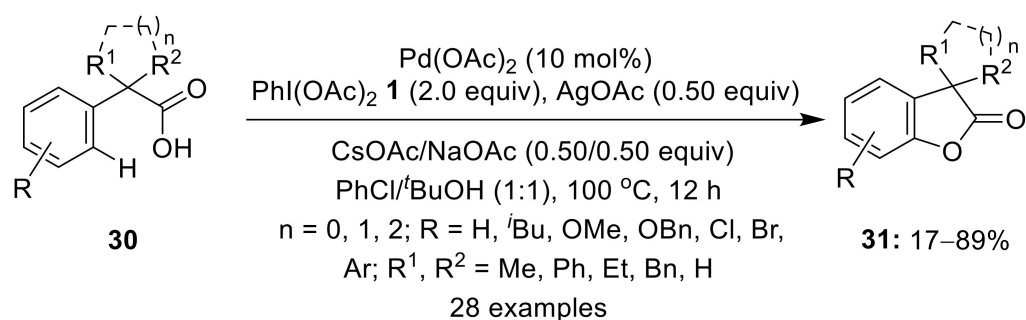 R¹ R² ( )n
O
OH
H
R
30
Pd(OAc)₂ (10 mol%)
PhI(OAc)₂ 1 (2.0 equiv), AgOAc (0.50 equiv)
CsOAc/NaOAc (0.50/0.50 equiv)
PhCl/ᵗBuOH (1:1), 100 ºC, 12 h
n = 0, 1, 2; R = H, ⁱBu, OMe, OBn, Cl, Br,
Ar; R¹, R² = Me, Ph, Et, Bn, H
28 examples
R¹ R² ( )n
O
O
R
31: 17–89%